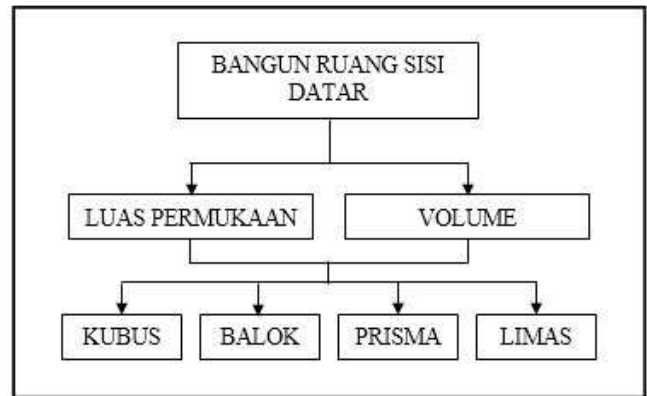 BANGUN RUANG SISI
DATAR
LUAS PERMUKAAN
VOLUME
KUBUS
BALOK
PRISMA
LIMAS